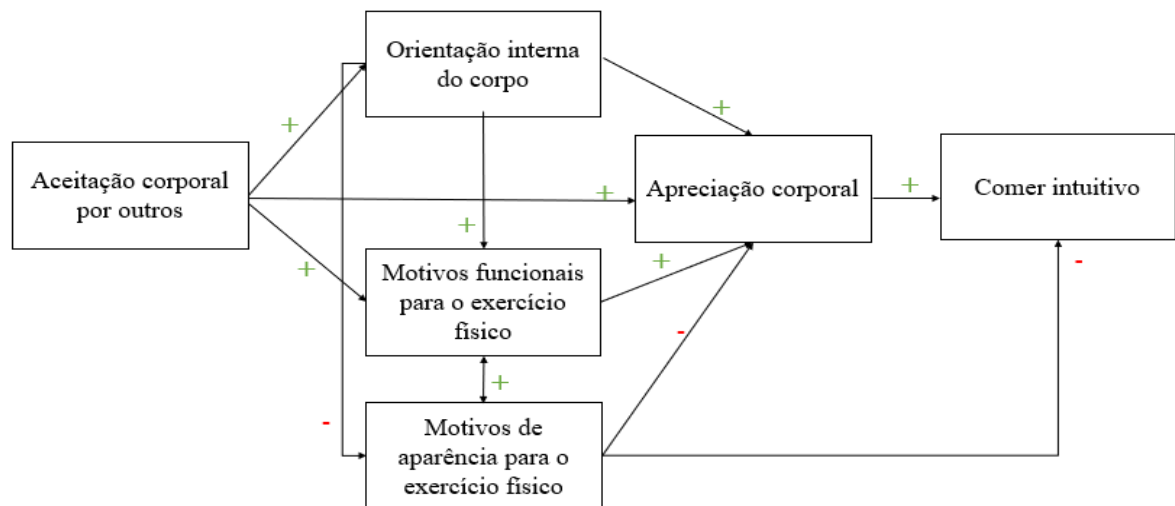 Orientação interna
do corpo
+
+
Aceitação corporal
por outros
+
Apreciação corporal
+
Comer intuitivo
+
+
+
Motivos funcionais
para o exercício
físico
+
-
-
+
-
Motivos de
aparência para o
exercício físico